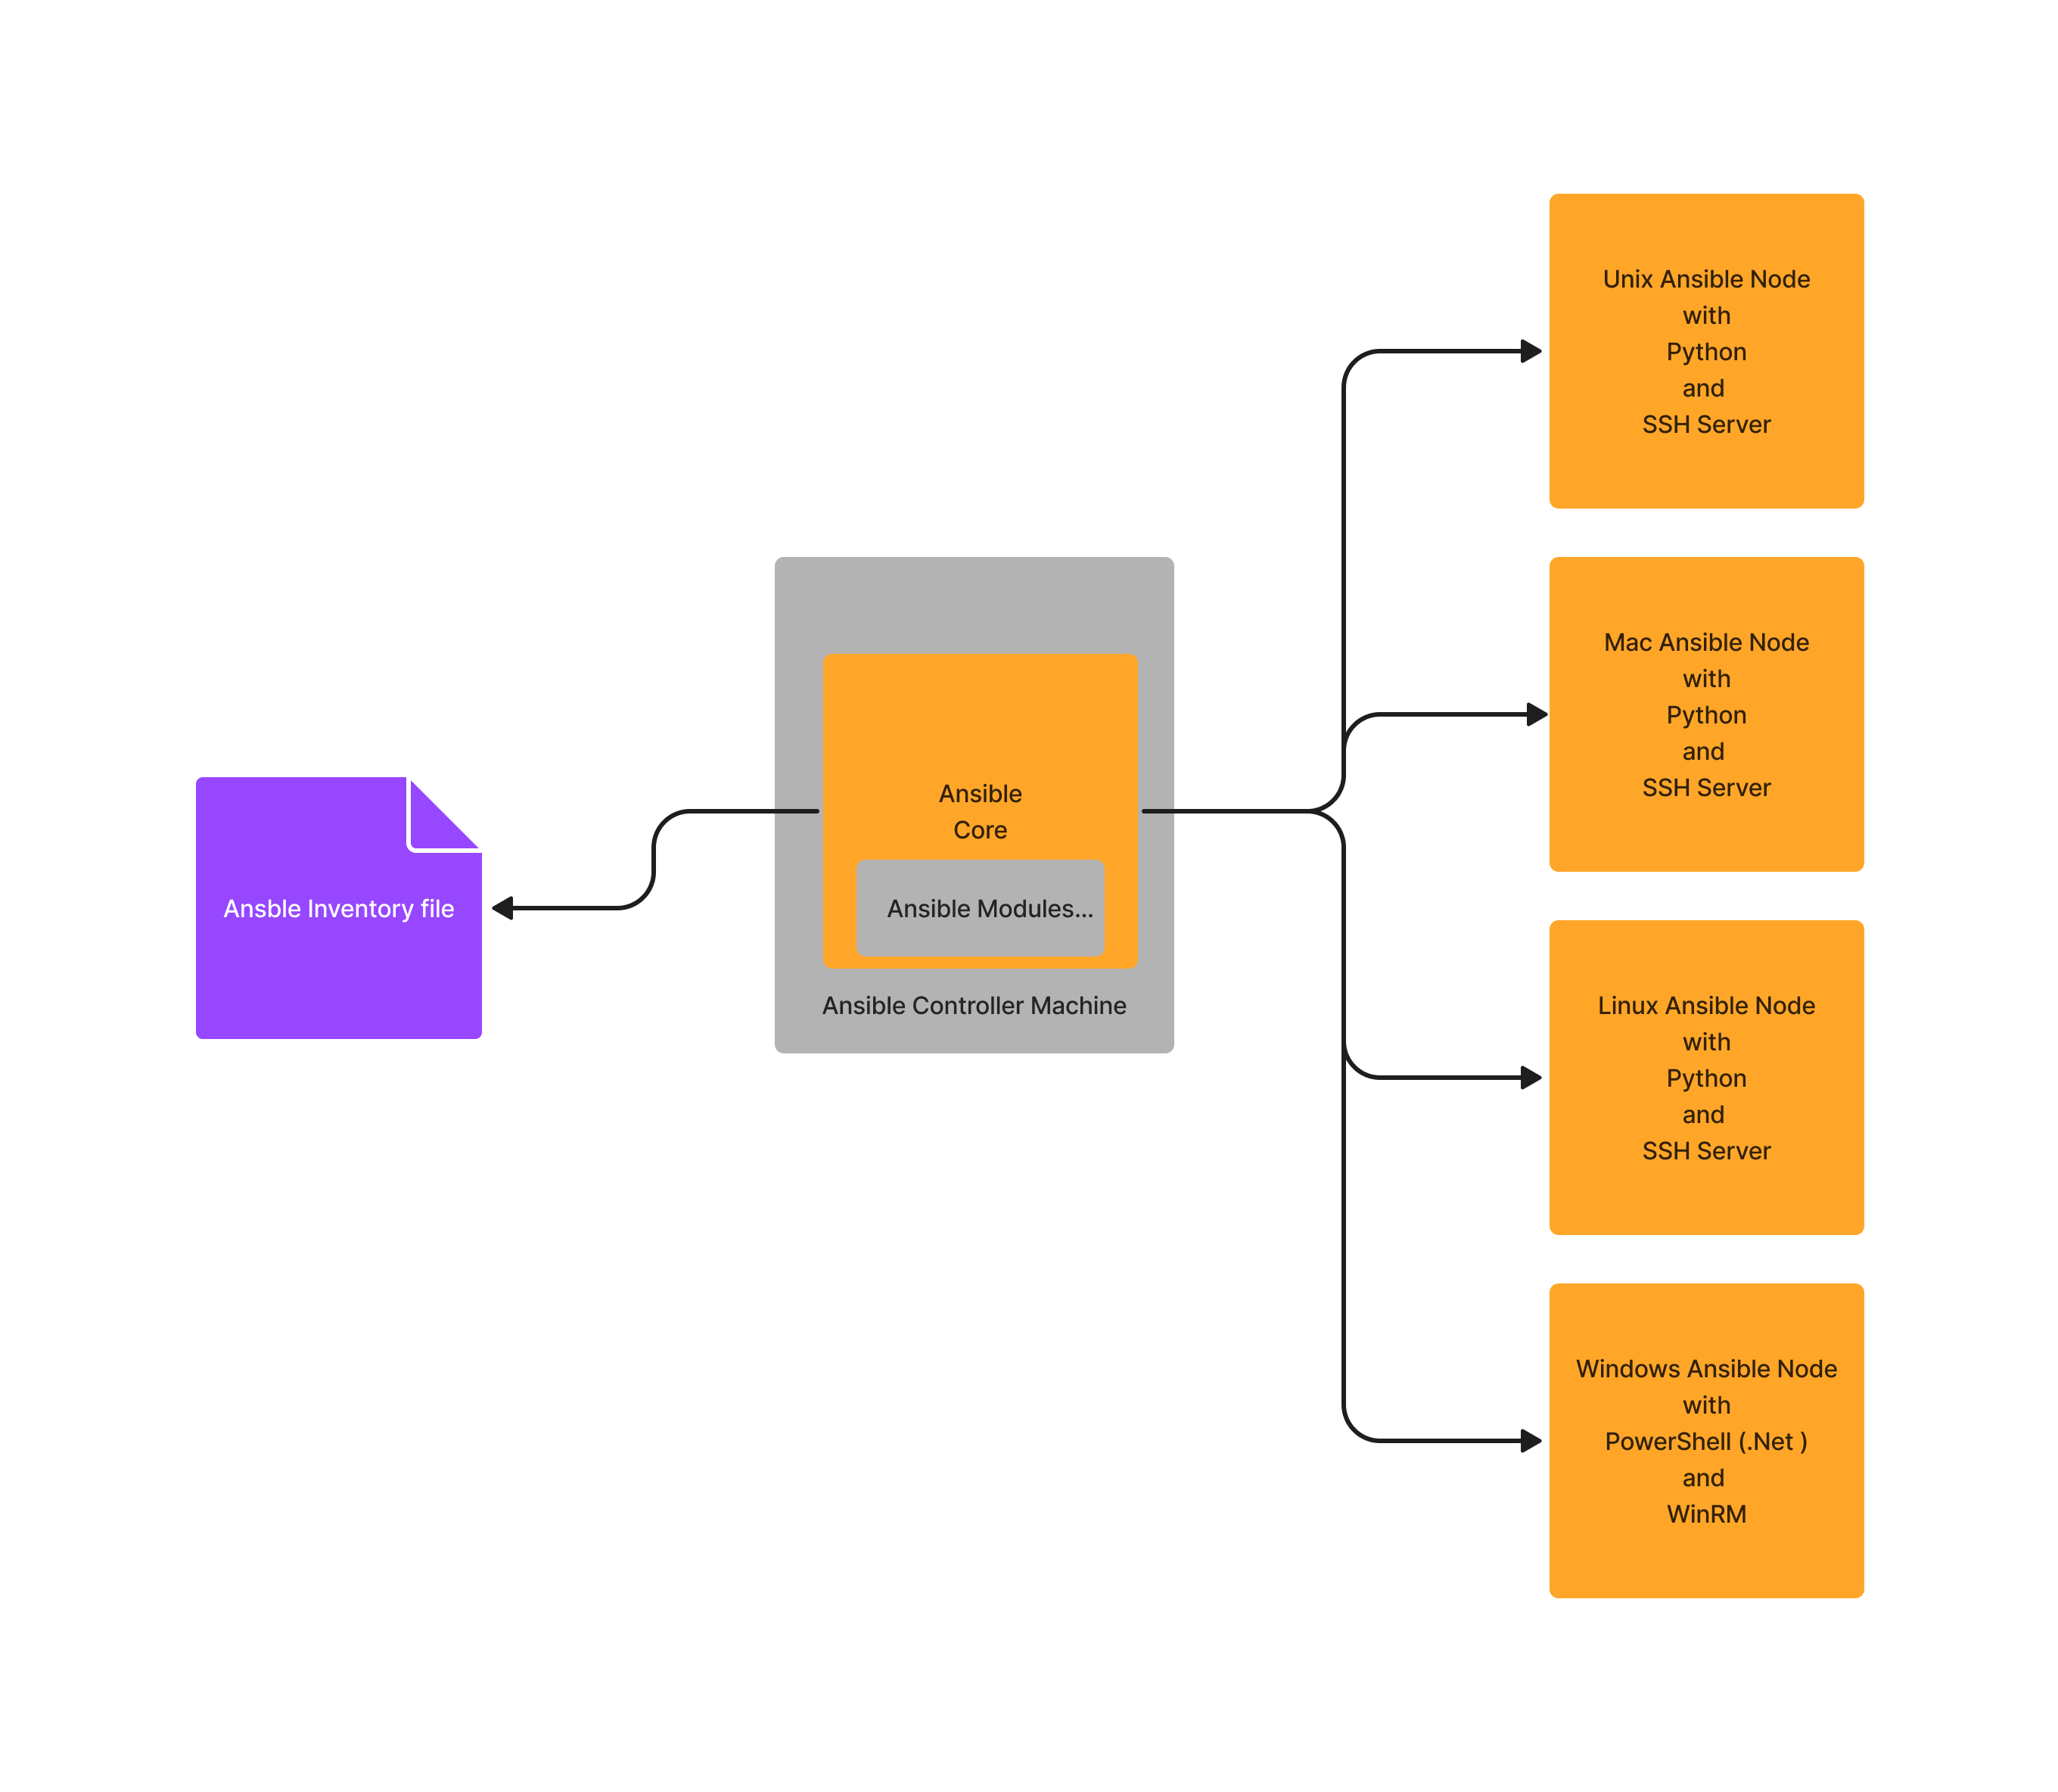 Ansble Inventory file
Ansible
Core
Ansible Modules...
Ansible Controller Machine
Unix Ansible Node
with
Python
and
SSH Server
Mac Ansible Node
with
Python
and
SSH Server
Linux Ansible Node
with
Python
and
SSH Server
Windows Ansible Node
with
PowerShell (.Net )
and
WinRM